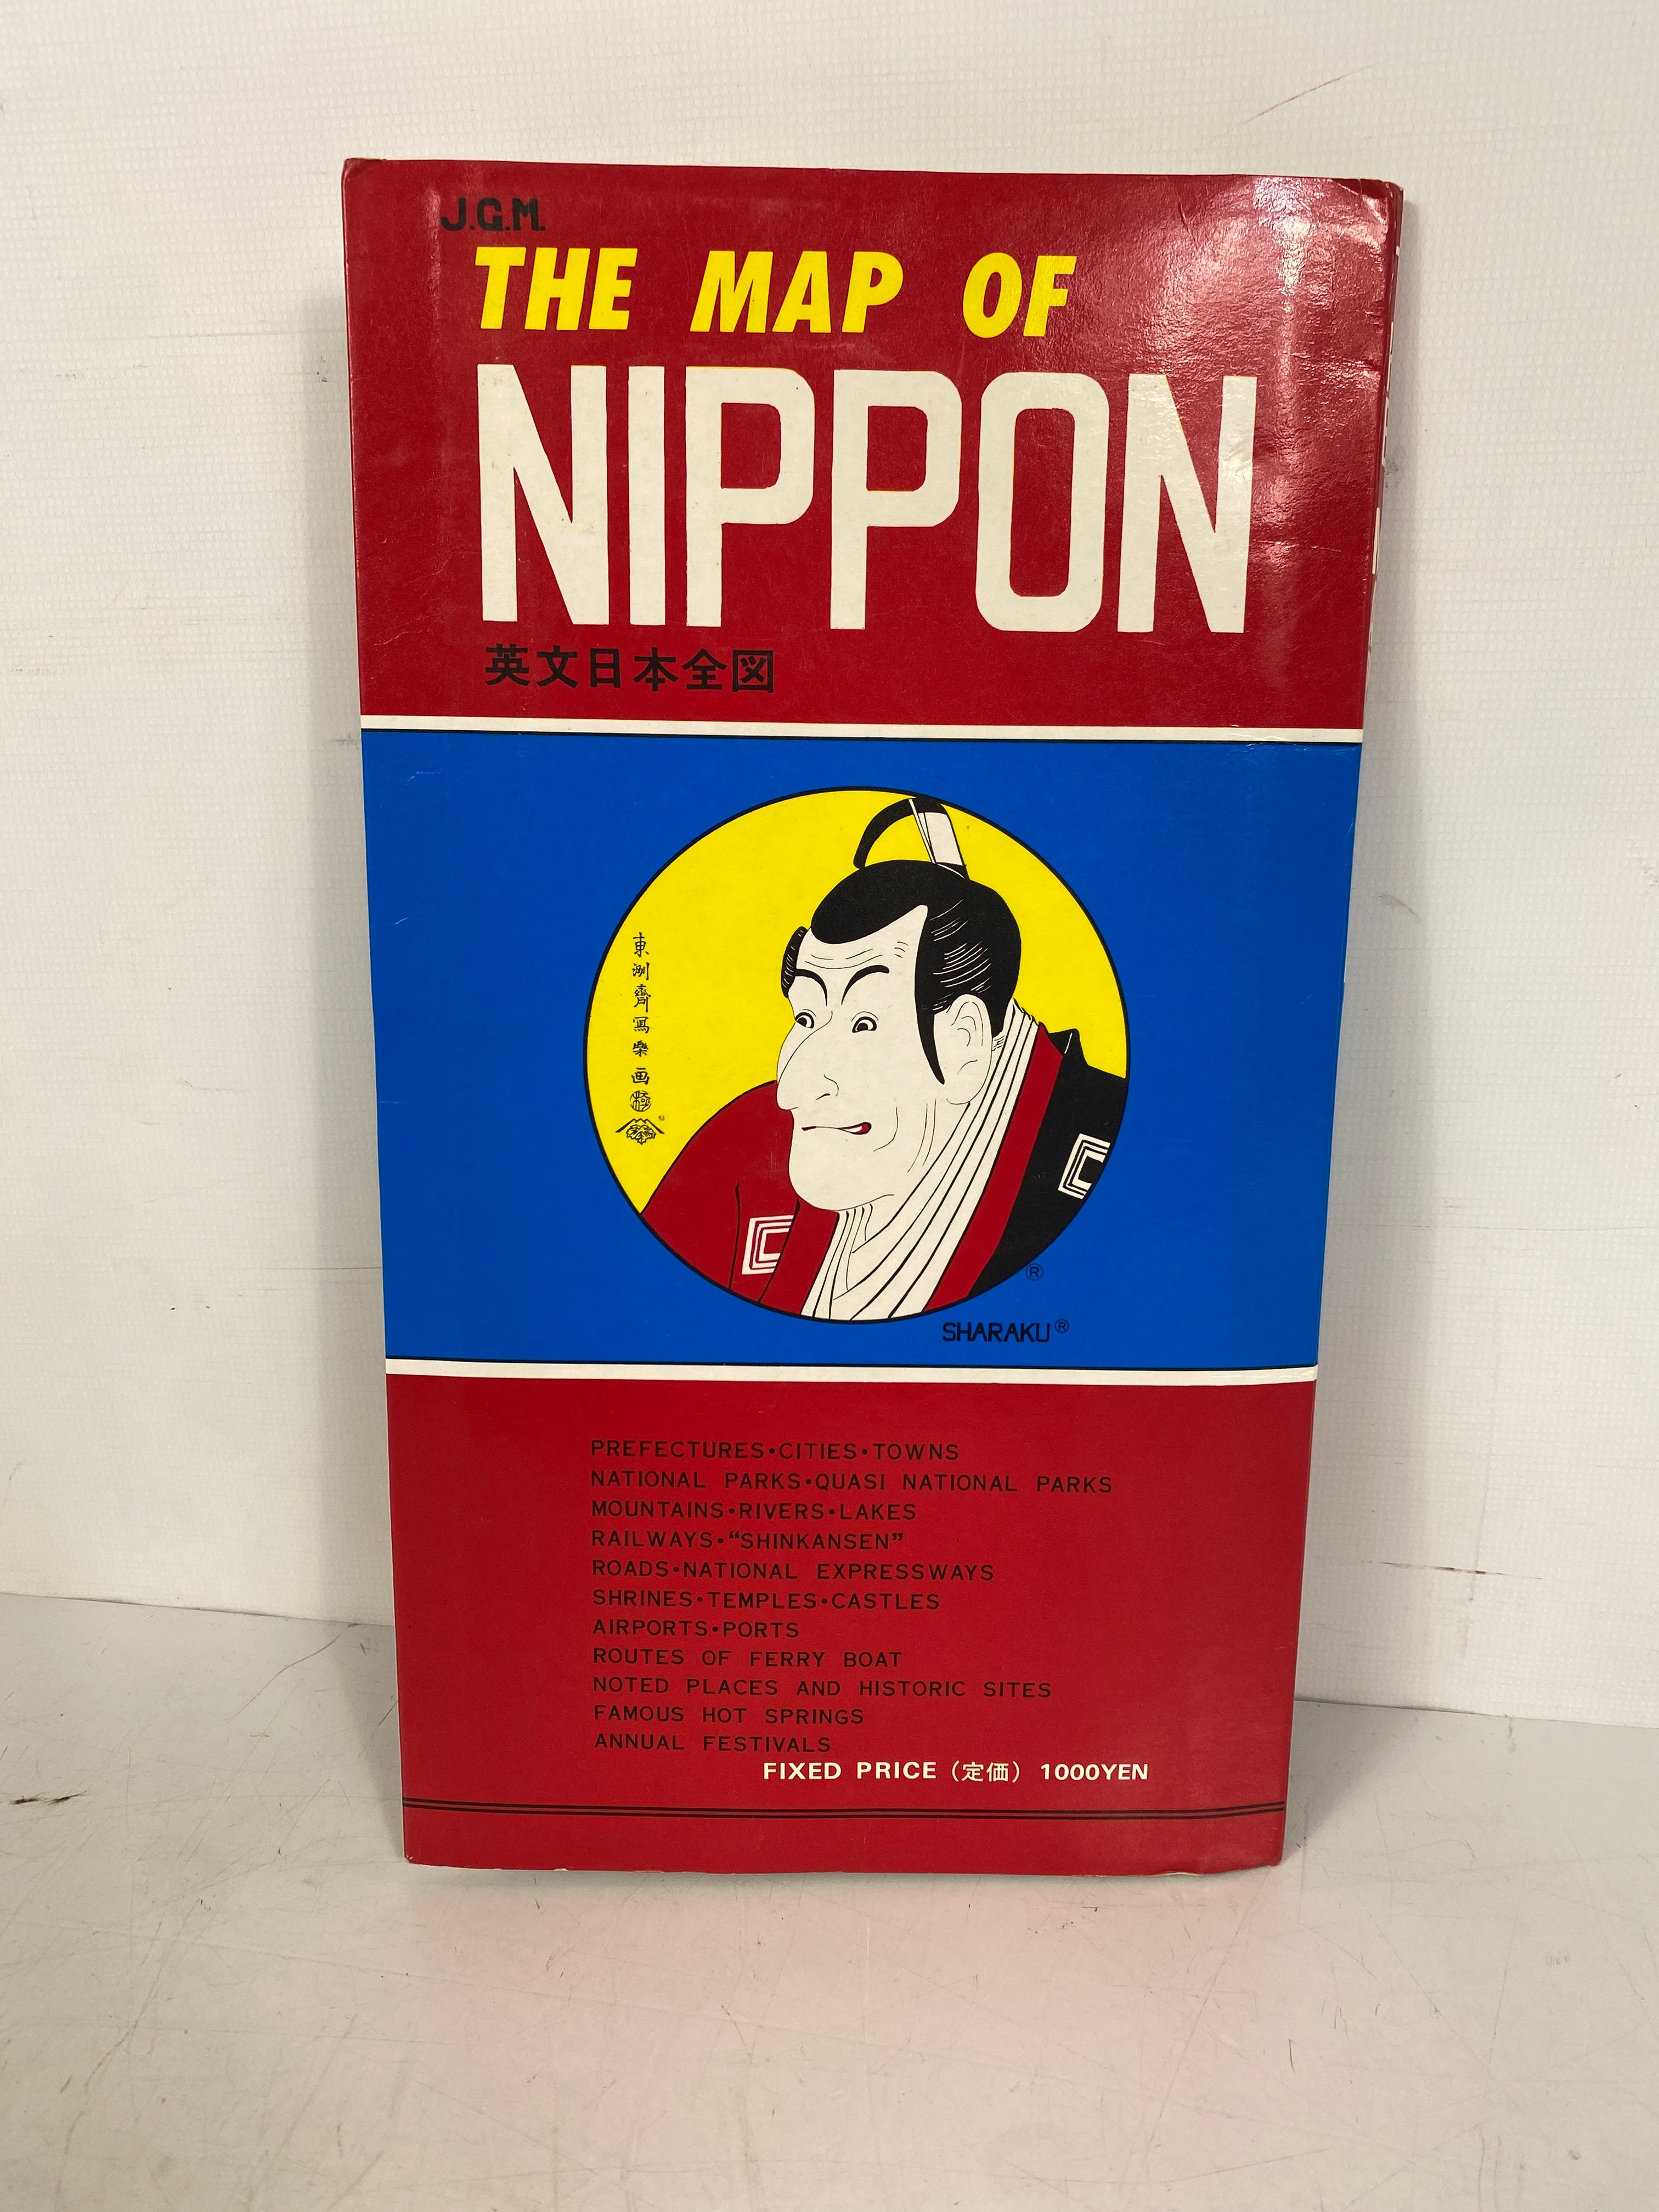 J.G.M.
THE MAP OF
NIPPON
英文日本全図
東洲齋寫樂画
極
®
SHARAKU®
PREFECTURES•CITIES•TOWNS
NATIONAL PARKS•QUASI NATIONAL PARKS
MOUNTAINS•RIVERS•LAKES
RAILWAYS•“SHINKANSEN”
ROADS•NATIONAL EXPRESSWAYS
SHRINES•TEMPLES•CASTLES
AIRPORTS•PORTS
ROUTES OF FERRY BOAT
NOTED PLACES AND HISTORIC SITES
FAMOUS HOT SPRINGS
ANNUAL FESTIVALS
FIXED PRICE (定価) 1000YEN